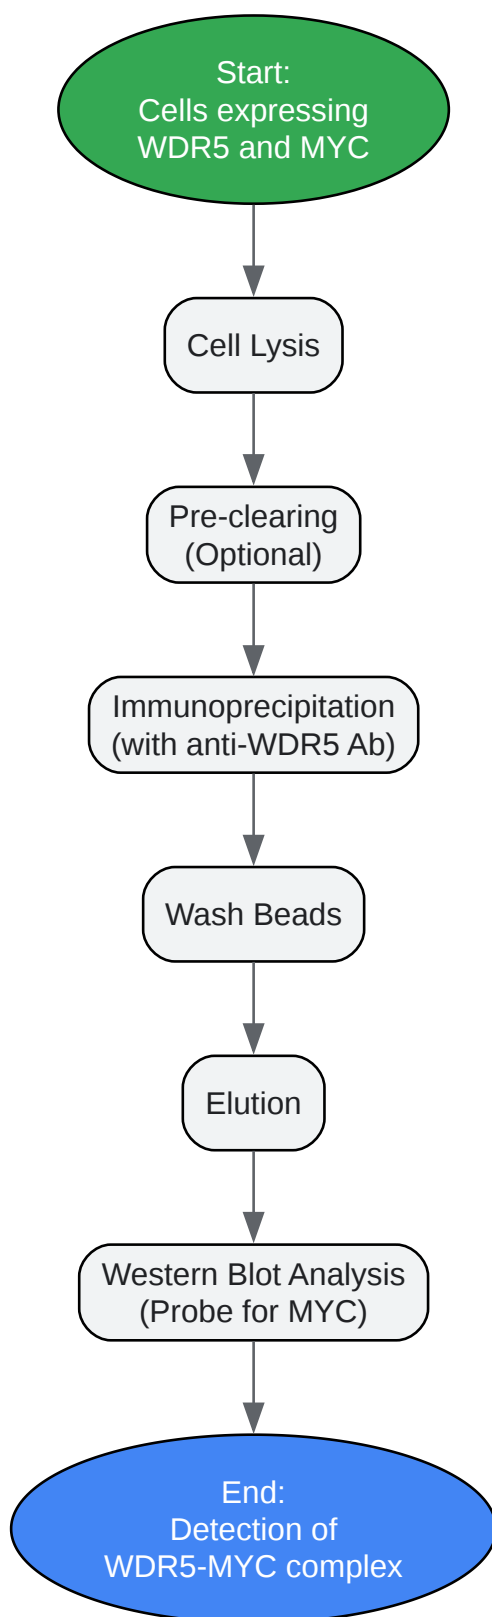 Start:
Cells expressing
WDR5 and MYC
Cell Lysis
Pre-clearing
(Optional)
Immunoprecipitation
(with anti-WDR5 Ab)
Wash Beads
Elution
Western Blot Analysis
(Probe for MYC)
End:
Detection of
WDR5-MYC complex